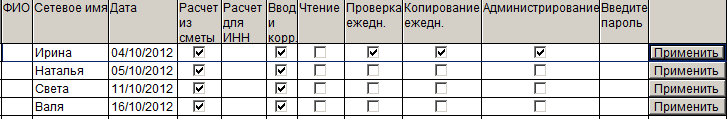 ФИО Сетевое имя Дата Расчет из сметы Расчет для ИНН Ввод и корр. Чтение Проверка ежедн. Копирование ежедн. Администрирование Введите пароль
Ирина 04/10/2012 Применить
Наталья 05/10/2012 Применить
Света 11/10/2012 Применить
Валя 16/10/2012 Применить